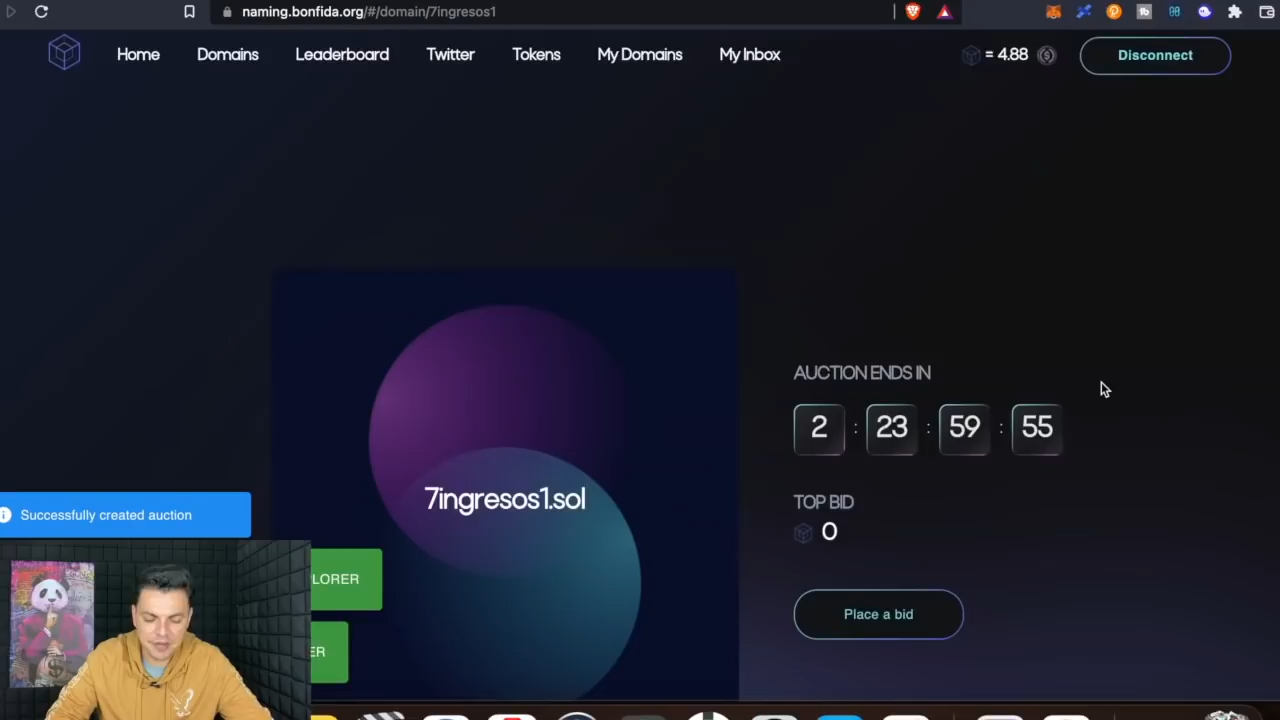 naming.bonfida.org/#/domain/7ingresos1
Home Domains Leaderboard Twitter Tokens My Domains My Inbox = 4.88 Disconnect
AUCTION ENDS IN
2 : 23 : 59 : 55
7ingresos1.sol
TOP BID
0
Successfully created auction
LORER
ER
Place a bid